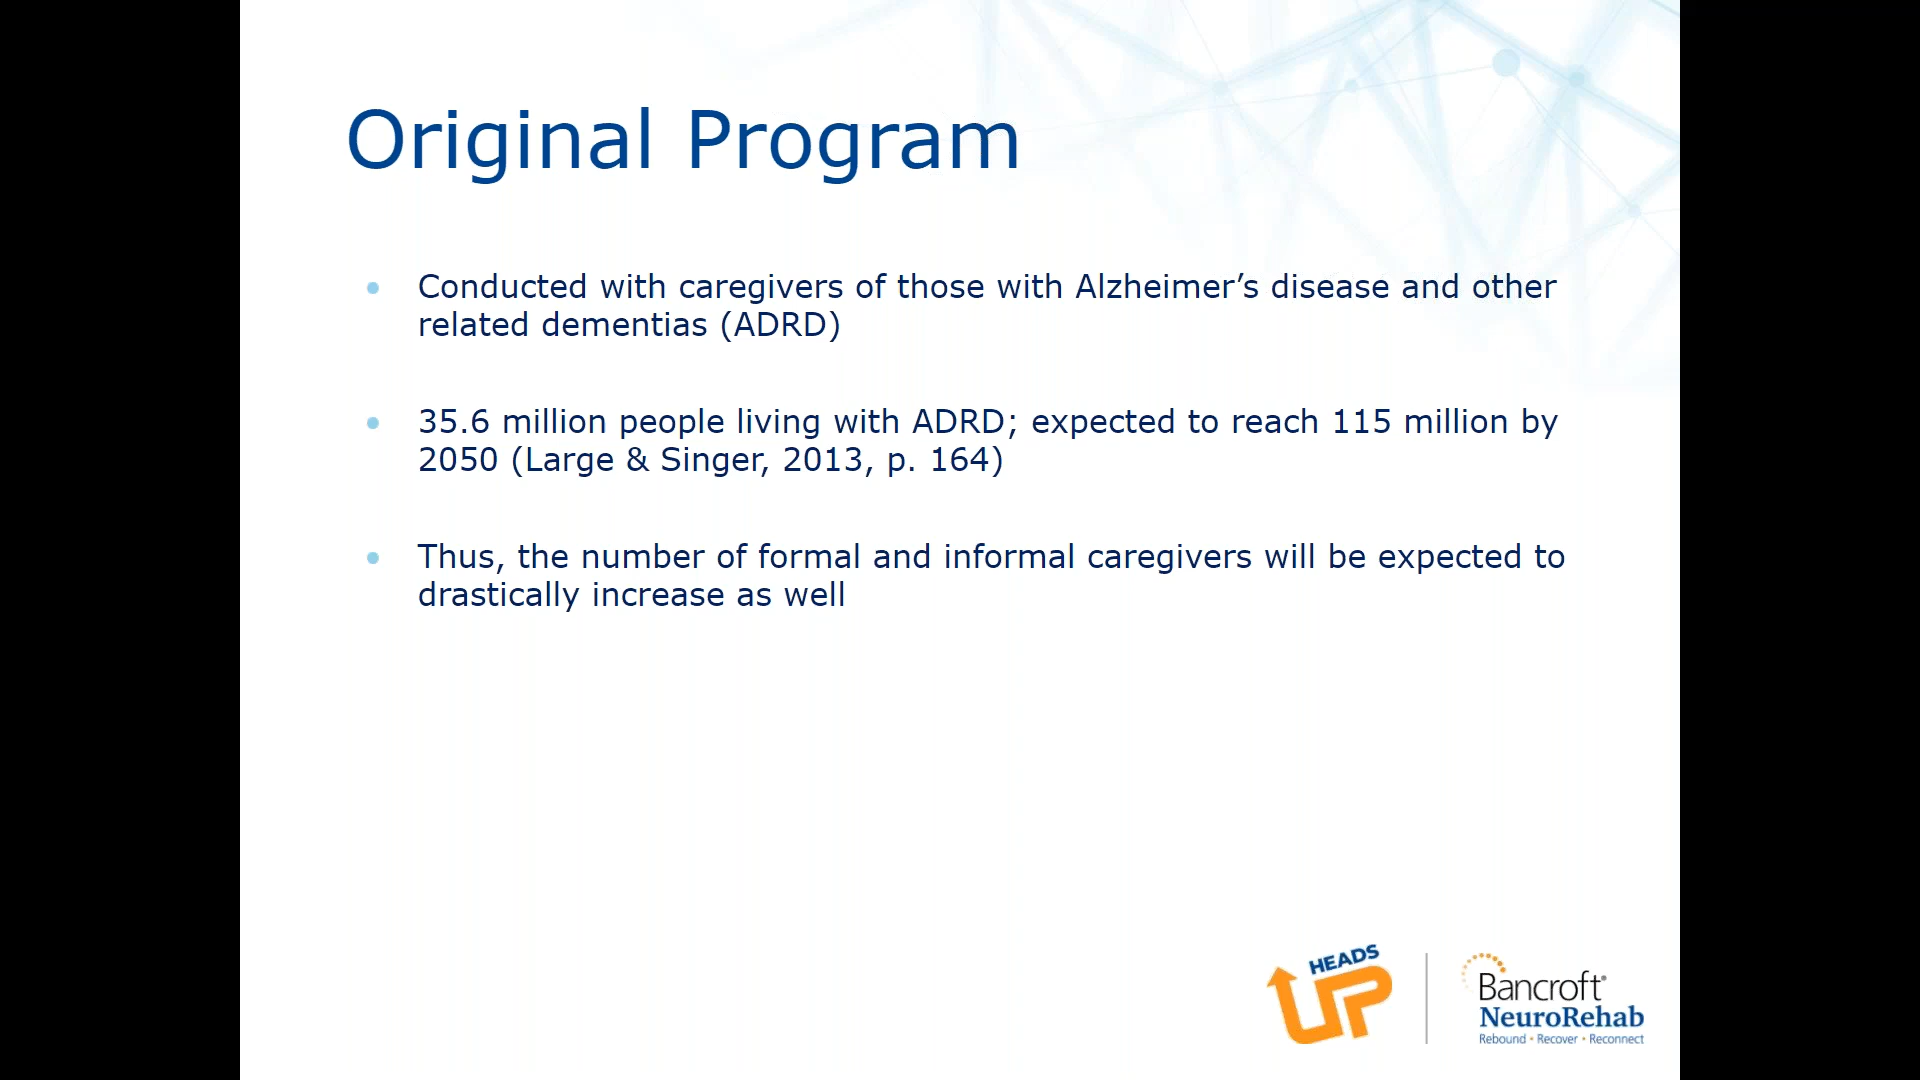 Original Program
Conducted with caregivers of those with Alzheimer’s disease and other
related dementias (ADRD)
35.6 million people living with ADRD; expected to reach 115 million by
2050 (Large & Singer, 2013, p. 164)
Thus, the number of formal and informal caregivers will be expected to
drastically increase as well
HEADS
UP
Bancroft®
NeuroRehab
Rebound • Recover • Reconnect